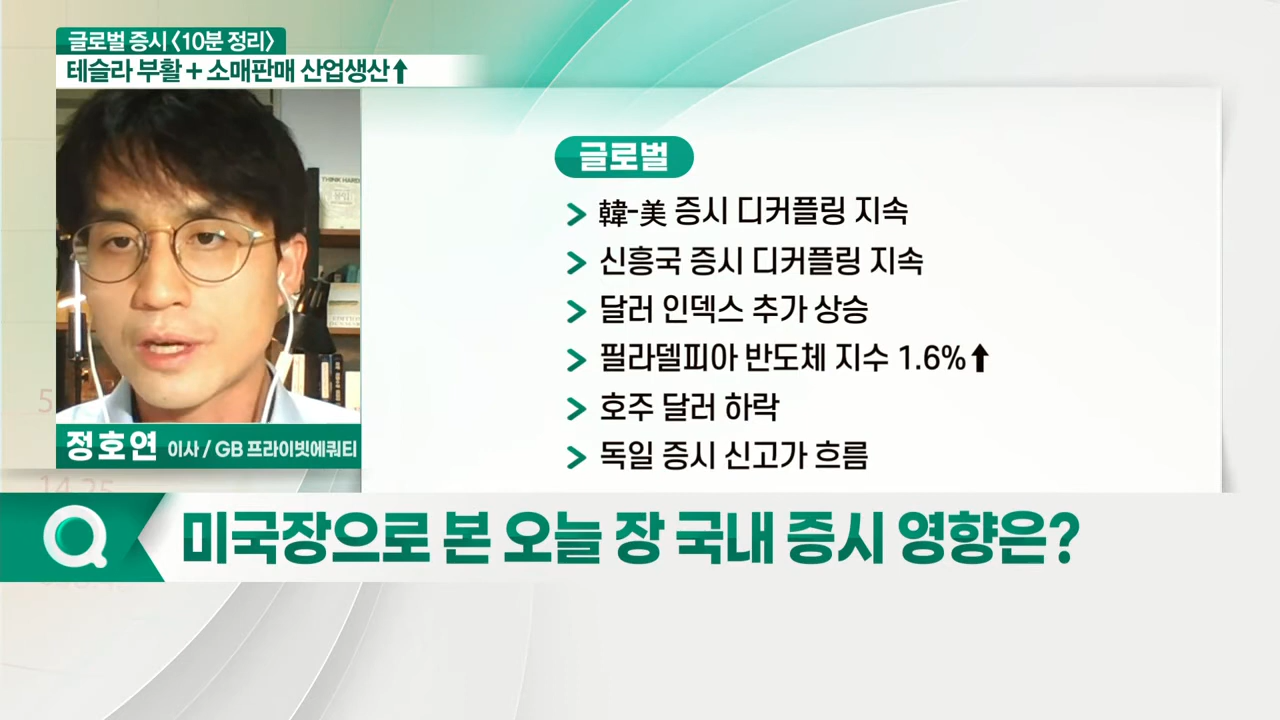 글로벌 증시 <10분 정리>
테슬라 부활 + 소매판매 산업생산↑
THINK HARD
글로벌
> 韓-美 증시 디커플링 지속
> 신흥국 증시 디커플링 지속
> 달러 인덱스 추가 상승
> 필라델피아 반도체 지수 1.6%↑
> 호주 달러 하락
> 독일 증시 신고가 흐름
정호연 이사 / GB 프라이빗에쿼티
14.25
미국장으로 본 오늘 장 국내 증시 영향은?